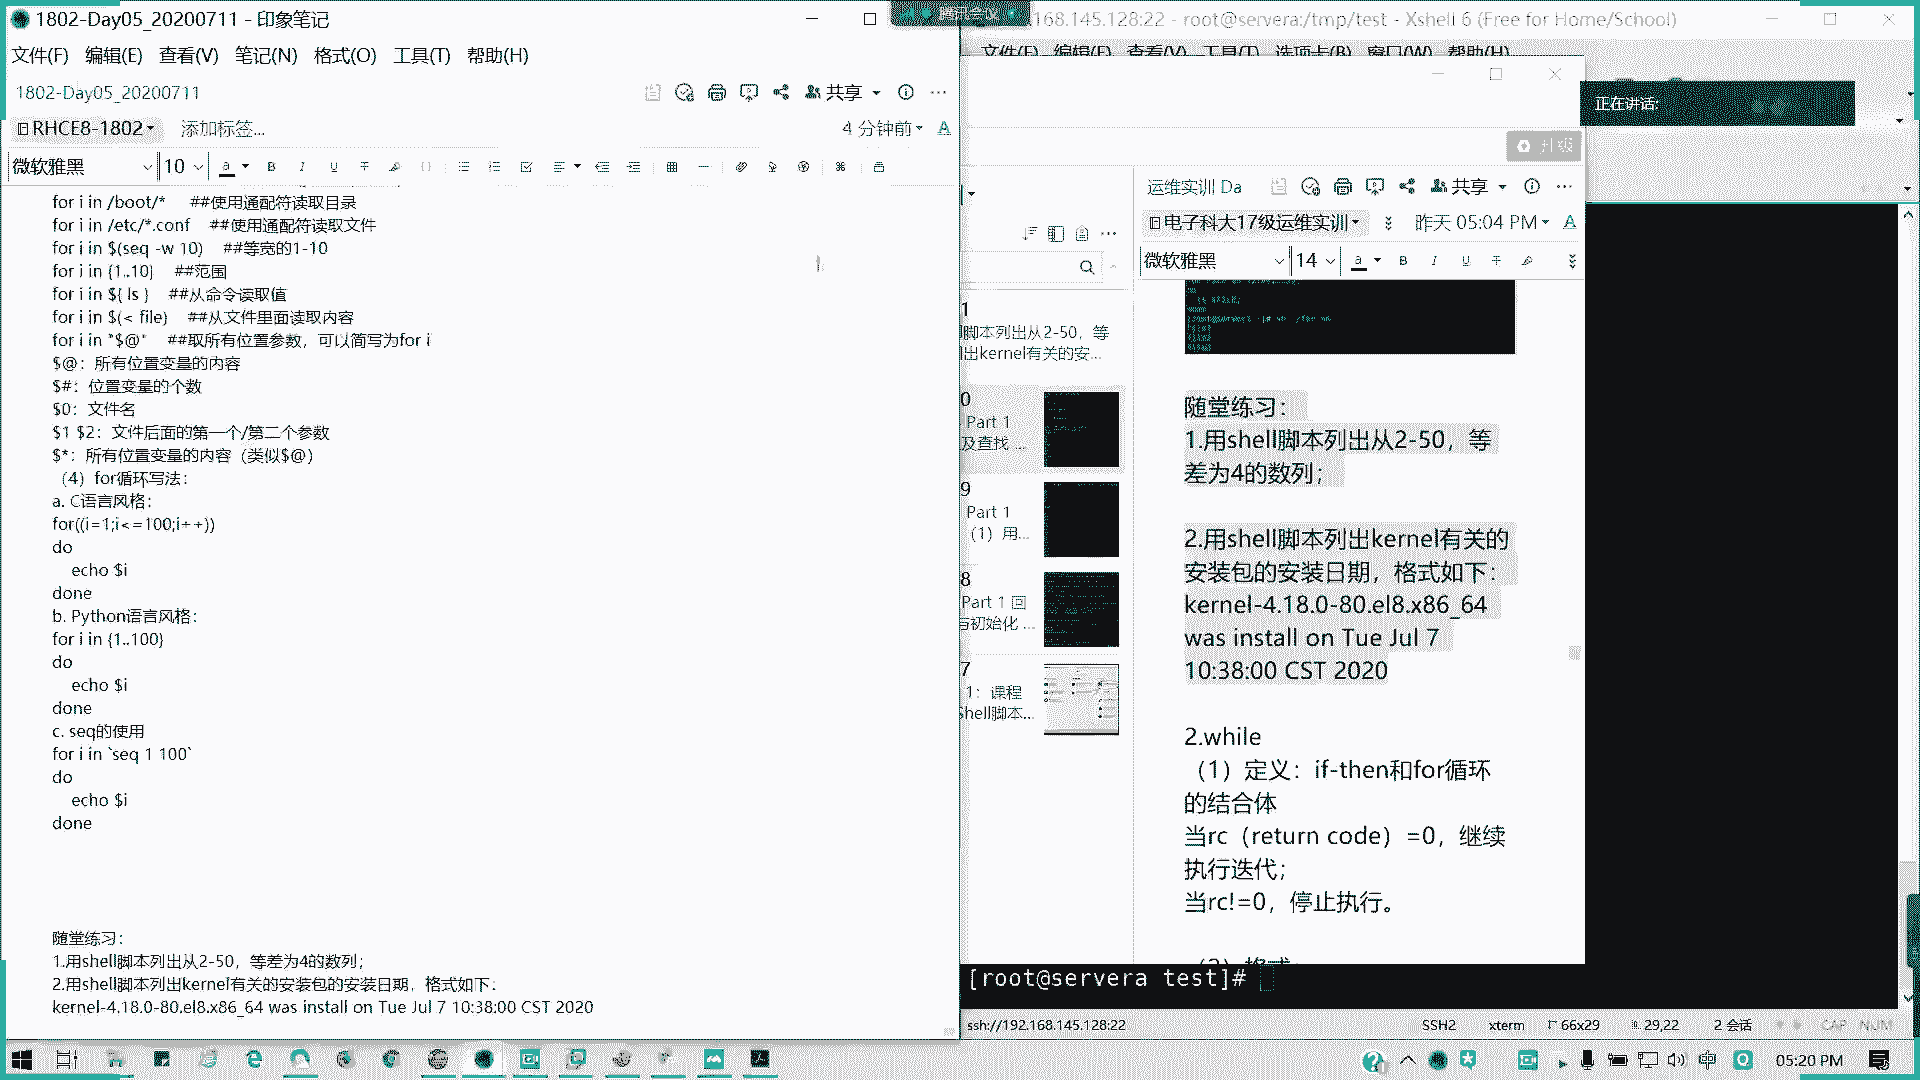 1802-Day05_20200711 - 印象笔记
文件(F) 编辑(E) 查看(V) 笔记(N) 格式(O) 工具(T) 帮助(H)
1802-Day05_20200711
共享
RHCE8-1802
添加标签...
4 分钟前
微软雅黑 10
for i in /boot/* ##使用通配符读取目录
for i in /etc/*.conf ##使用通配符读取文件
for i in $(seq -w 10) ##等宽的1-10
for i in {1..10} ##范围
for i in ${ ls } ##从命令读取值
for i in $(< file) ##从文件里面读取内容
for i in "$@" ##取所有位置参数，可以简写为for i
$@：所有位置变量的内容
$#：位置变量的个数
$0：文件名
$1 $2：文件后面的第一个/第二个参数
$*：所有位置变量的内容（类似$@）
（4）for循环写法：
a. C语言风格：
for((i=1;i<=100;i++))
do
echo $i
done
b. Python语言风格：
for i in {1..100}
do
echo $i
done
c. seq的使用
for i in `seq 1 100`
do
echo $i
done
随堂练习：
1.用shell脚本列出从2-50，等差为4的数列；
2.用shell脚本列出kernel有关的安装包的安装日期，格式如下：
kernel-4.18.0-80.el8.x86_64 was install on Tue Jul 7 10:38:00 CST 2020
腾讯会议
168.145.128:22 - root@servera:/tmp/test - Xshell 6 (Free for Home/School)
文件(F) 编辑(E) 查看(V) 工具(T) 选项卡(B) 窗口(W) 帮助(H)
正在讲话:
升级
运维实训 Da
共享
电子科大17级运维实训
昨天 05:04 PM
微软雅黑 14
1
脚本列出从2-50，等
出kernel有关的安...
0
Part 1
及查找 ...
9
Part 1
（1）用...
8
Part 1 回
与初始化 ...
7
1：课程
Shell脚本...
随堂练习：
1.用shell脚本列出从2-50，等
差为4的数列；
2.用shell脚本列出kernel有关的
安装包的安装日期，格式如下：
kernel-4.18.0-80.el8.x86_64
was install on Tue Jul 7
10:38:00 CST 2020
2.while
（1）定义：if-then和for循环
的结合体
当rc（return code）=0，继续
执行迭代；
当rc!=0，停止执行。
（2）格式：
[root@servera test]#
ssh://192.168.145.128:22
SSH2 xterm 66x29 29,22 2 会话 CAP NUM
中
05:20 PM